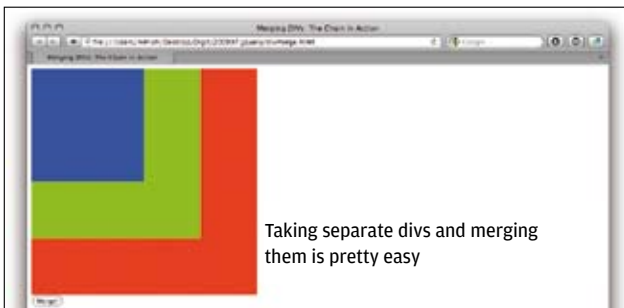 Merging DIVs: The Chain in Action
Google
Merging DIVs: The Chain in Action
Taking separate divs and merging
them is pretty easy
Merge!